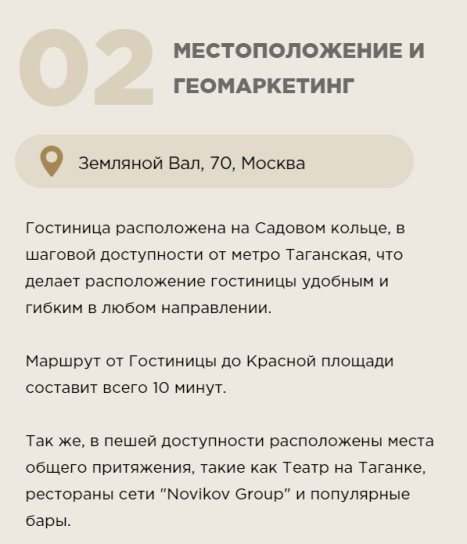 02
МЕСТОПОЛОЖЕНИЕ И
ГЕОМАРКЕТИНГ
Земляной Вал, 70, Москва
Гостиница расположена на Садовом кольце, в
шаговой доступности от метро Таганская, что
делает расположение гостиницы удобным и
гибким в любом направлении.
Маршрут от Гостиницы до Красной площади
составит всего 10 минут.
Так же, в пешей доступности расположены места
общего притяжения, такие как Театр на Таганке,
рестораны сети "Novikov Group" и популярные
бары.